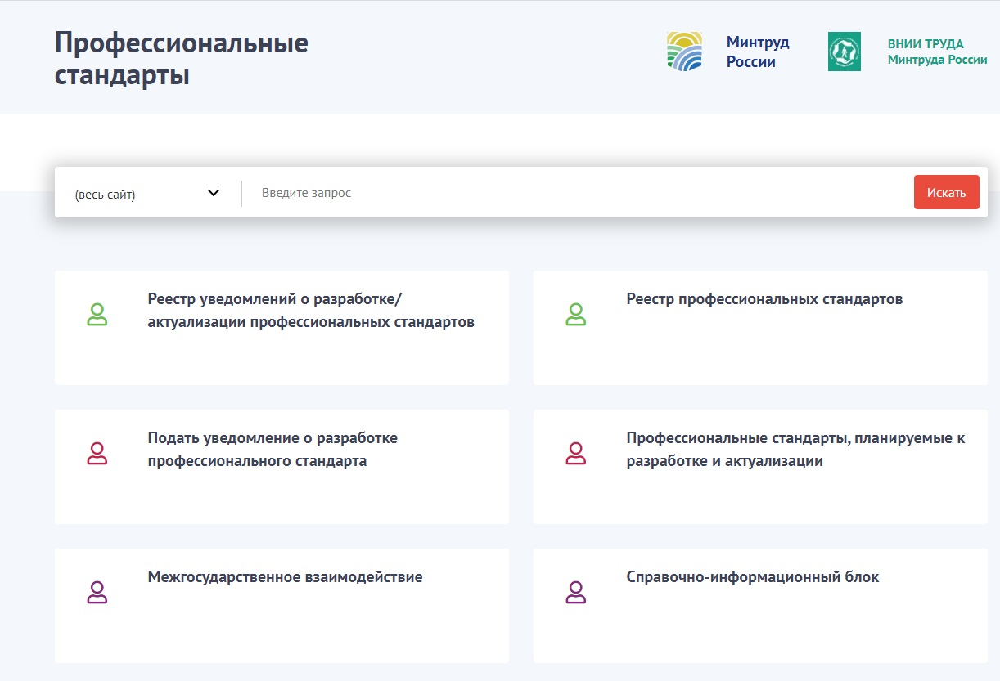 Профессиональные
стандарты
Минтруд
России
ВНИИ ТРУДА
Минтруда России
(весь сайт)
Введите запрос
Искать
Реестр уведомлений о разработке/
актуализации профессиональных стандартов
Реестр профессиональных стандартов
Подать уведомление о разработке
профессионального стандарта
Профессиональные стандарты, планируемые к
разработке и актуализации
Межгосударственное взаимодействие
Справочно-информационный блок